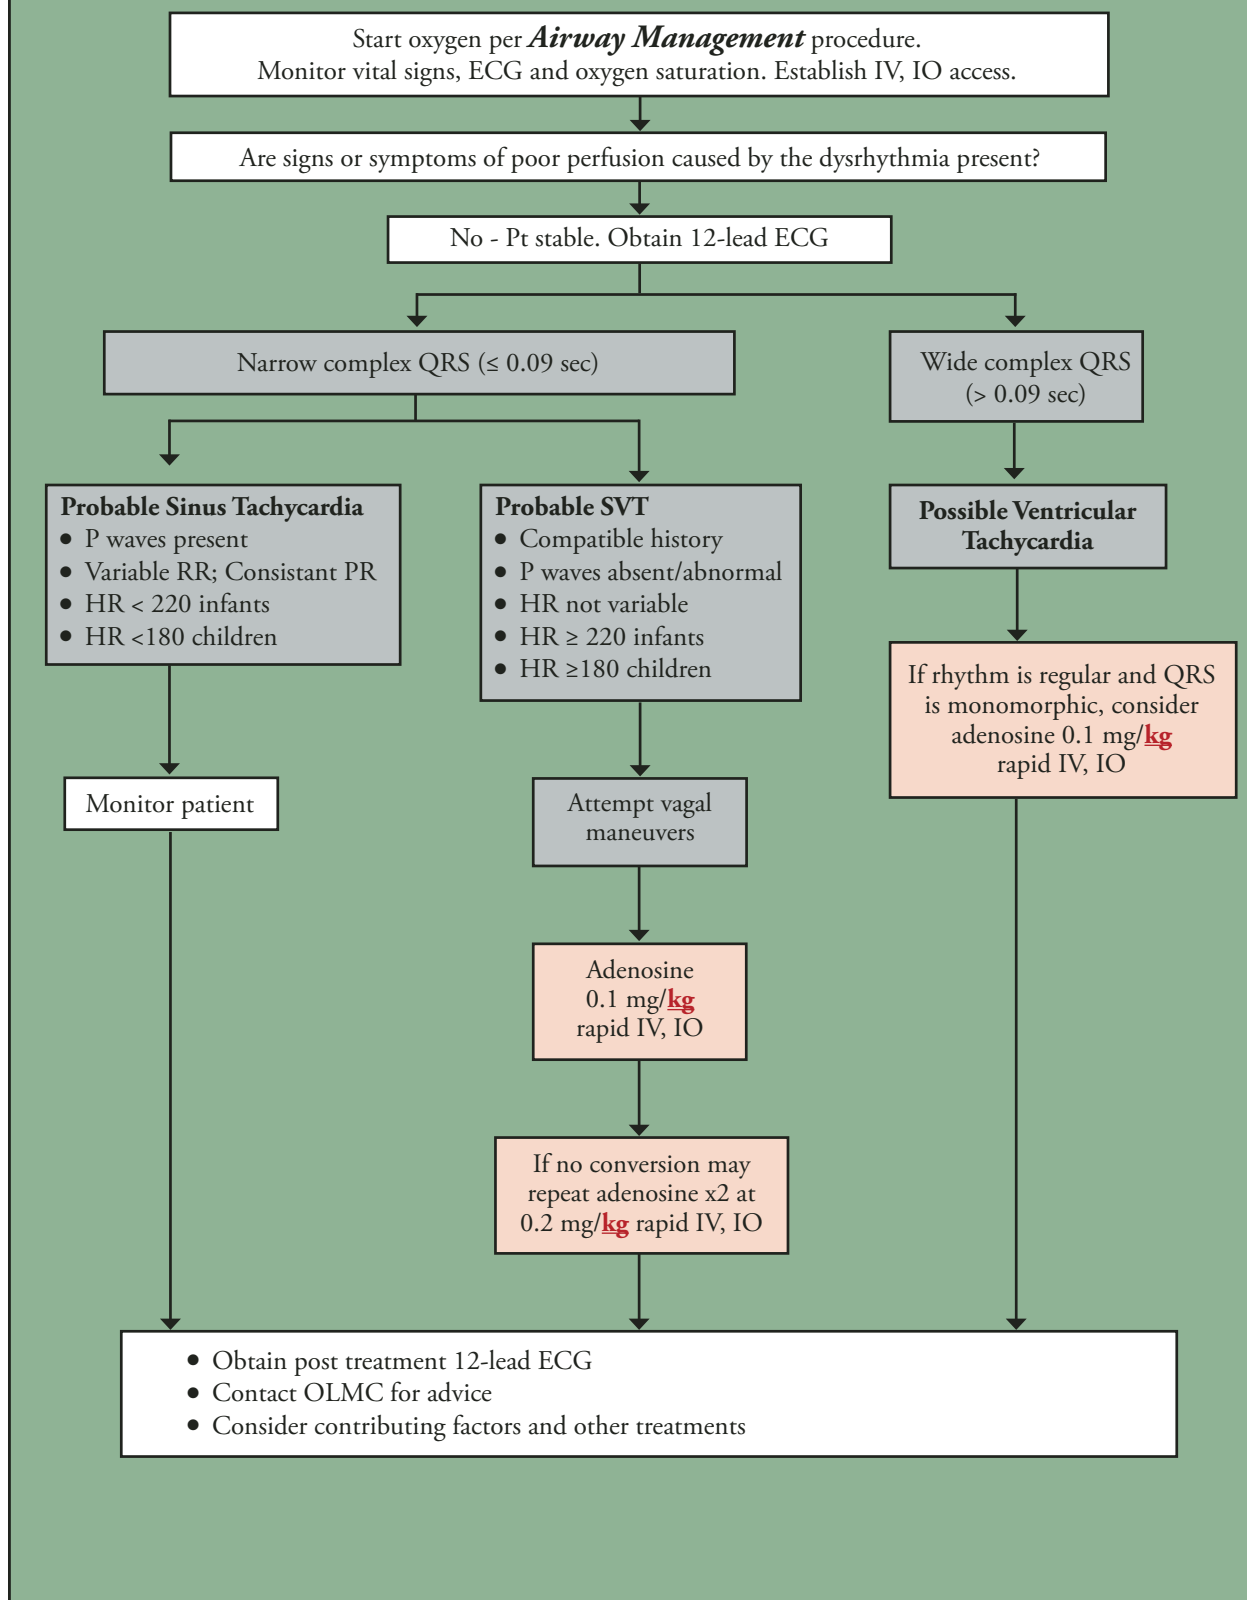 Start oxygen per Airway Management procedure.
Monitor vital signs, ECG and oxygen saturation. Establish IV, IO access.
Are signs or symptoms of poor perfusion caused by the dysrhythmia present?
No - Pt stable. Obtain 12-lead ECG
Narrow complex QRS (≤ 0.09 sec)
Wide complex QRS
(> 0.09 sec)
Probable Sinus Tachycardia
● P waves present
● Variable RR; Consistant PR
● HR < 220 infants
● HR <180 children
Probable SVT
● Compatible history
● P waves absent/abnormal
● HR not variable
● HR ≥ 220 infants
● HR ≥180 children
Possible Ventricular
Tachycardia
If rhythm is regular and QRS
is monomorphic, consider
adenosine 0.1 mg/kg
rapid IV, IO
Monitor patient
Attempt vagal
maneuvers
Adenosine
0.1 mg/kg
rapid IV, IO
If no conversion may
repeat adenosine x2 at
0.2 mg/kg rapid IV, IO
● Obtain post treatment 12-lead ECG
● Contact OLMC for advice
● Consider contributing factors and other treatments